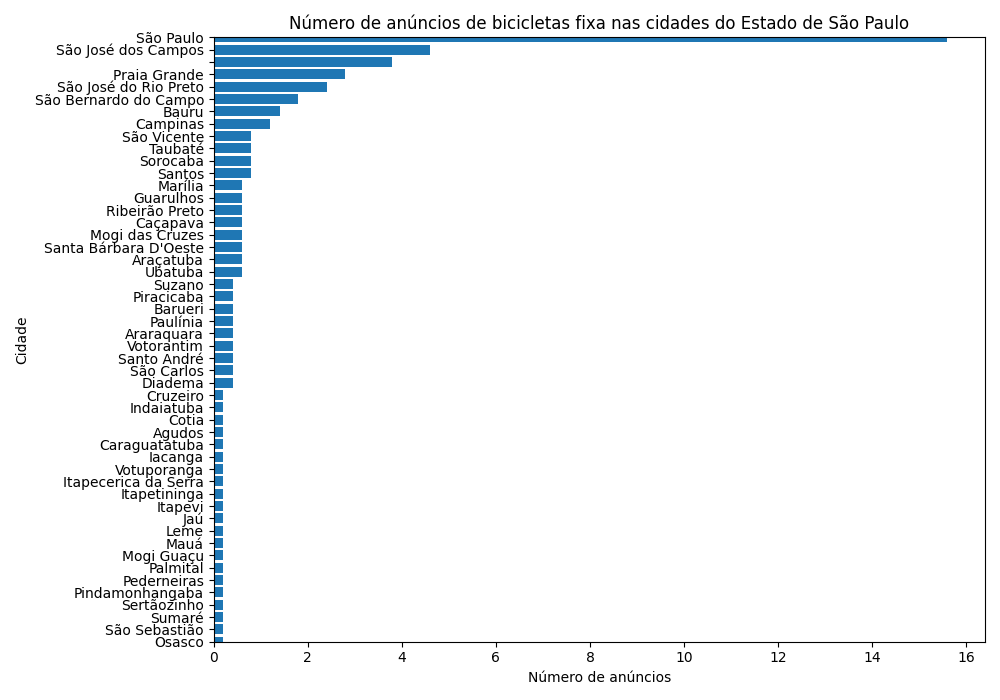 Número de anúncios de bicicletas fixa nas cidades do Estado de São Paulo
São Paulo
São José dos Campos
Praia Grande
São José do Rio Preto
São Bernardo do Campo
Bauru
Campinas
São Vicente
Taubaté
Sorocaba
Santos
Marília
Guarulhos
Ribeirão Preto
Caçapava
Mogi das Cruzes
Santa Bárbara D'Oeste
Araçatuba
Ubatuba
Suzano
Piracicaba
Barueri
Paulínia
Araraquara
Votorantim
Santo André
São Carlos
Diadema
Cruzeiro
Indaiatuba
Cotia
Agudos
Caraguatatuba
Iacanga
Votuporanga
Itapecerica da Serra
Itapetininga
Itapevi
Jaú
Leme
Mauá
Mogi Guaçu
Palmital
Pederneiras
Pindamonhangaba
Sertãozinho
Sumaré
São Sebastião
Osasco
Cidade
0 2 4 6 8 10 12 14 16
Número de anúncios